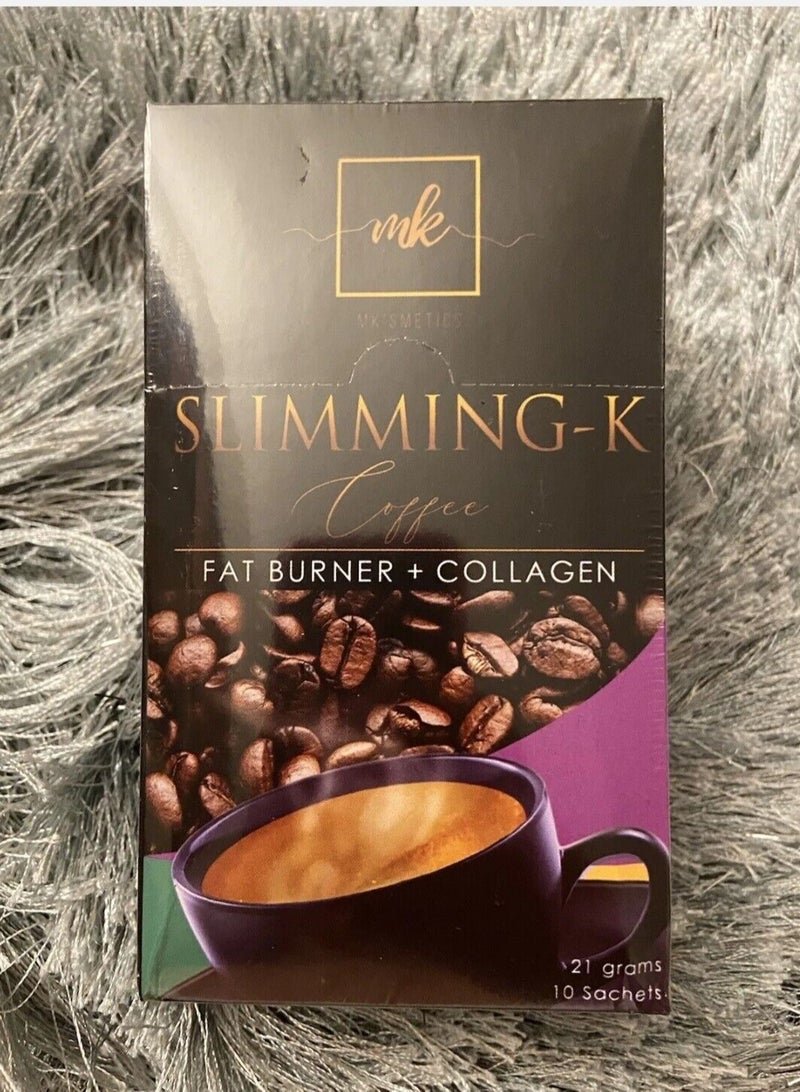 mk
MK'SMETICS
SLIMMING-K
Coffee
FAT BURNER + COLLAGEN
21 grams
10 Sachets